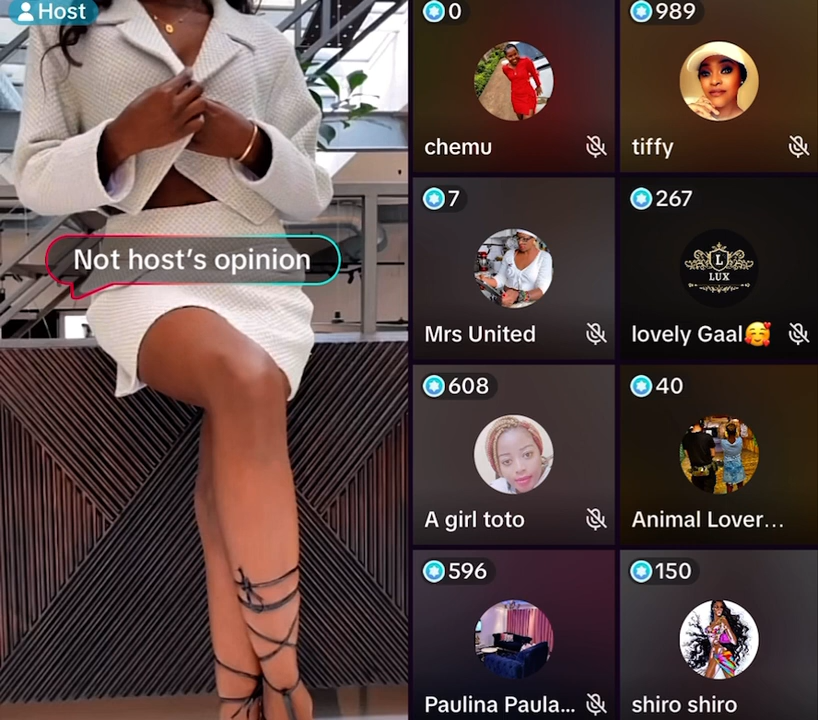 Host
Not host's opinion
0
chemu
989
tiffy
7
Mrs United
267
L
LUX
lovely Gaal🥰
608
A girl toto
40
Animal Lover...
596
Paulina Paula...
150
shiro shiro